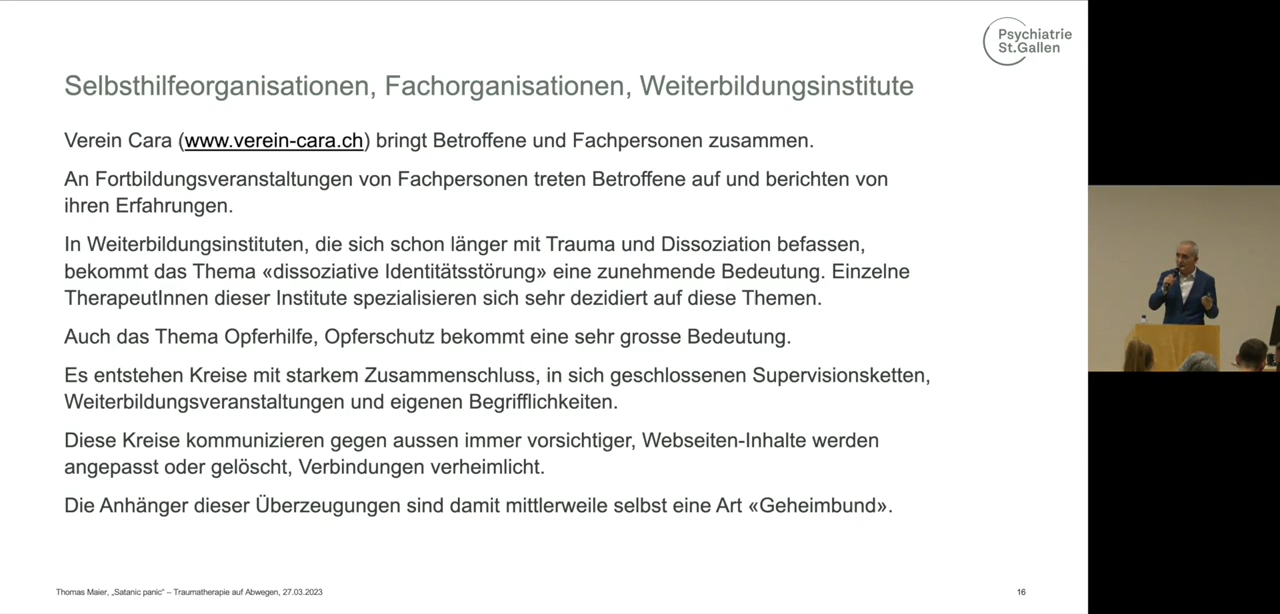 Psychiatrie
St.Gallen
Selbsthilfeorganisationen, Fachorganisationen, Weiterbildungsinstitute
Verein Cara (www.verein-cara.ch) bringt Betroffene und Fachpersonen zusammen.
An Fortbildungsveranstaltungen von Fachpersonen treten Betroffene auf und berichten von
ihren Erfahrungen.
In Weiterbildungsinstituten, die sich schon länger mit Trauma und Dissoziation befassen,
bekommt das Thema «dissoziative Identitätsstörung» eine zunehmende Bedeutung. Einzelne
TherapeutInnen dieser Institute spezialisieren sich sehr dezidiert auf diese Themen.
Auch das Thema Opferhilfe, Opferschutz bekommt eine sehr grosse Bedeutung.
Es entstehen Kreise mit starkem Zusammenschluss, in sich geschlossenen Supervisionsketten,
Weiterbildungsveranstaltungen und eigenen Begrifflichkeiten.
Diese Kreise kommunizieren gegen aussen immer vorsichtiger, Webseiten-Inhalte werden
angepasst oder gelöscht, Verbindungen verheimlicht.
Die Anhänger dieser Überzeugungen sind damit mittlerweile selbst eine Art «Geheimbund».
Thomas Maier, „Satanic panic“ – Traumatherapie auf Abwegen, 27.03.2023
16